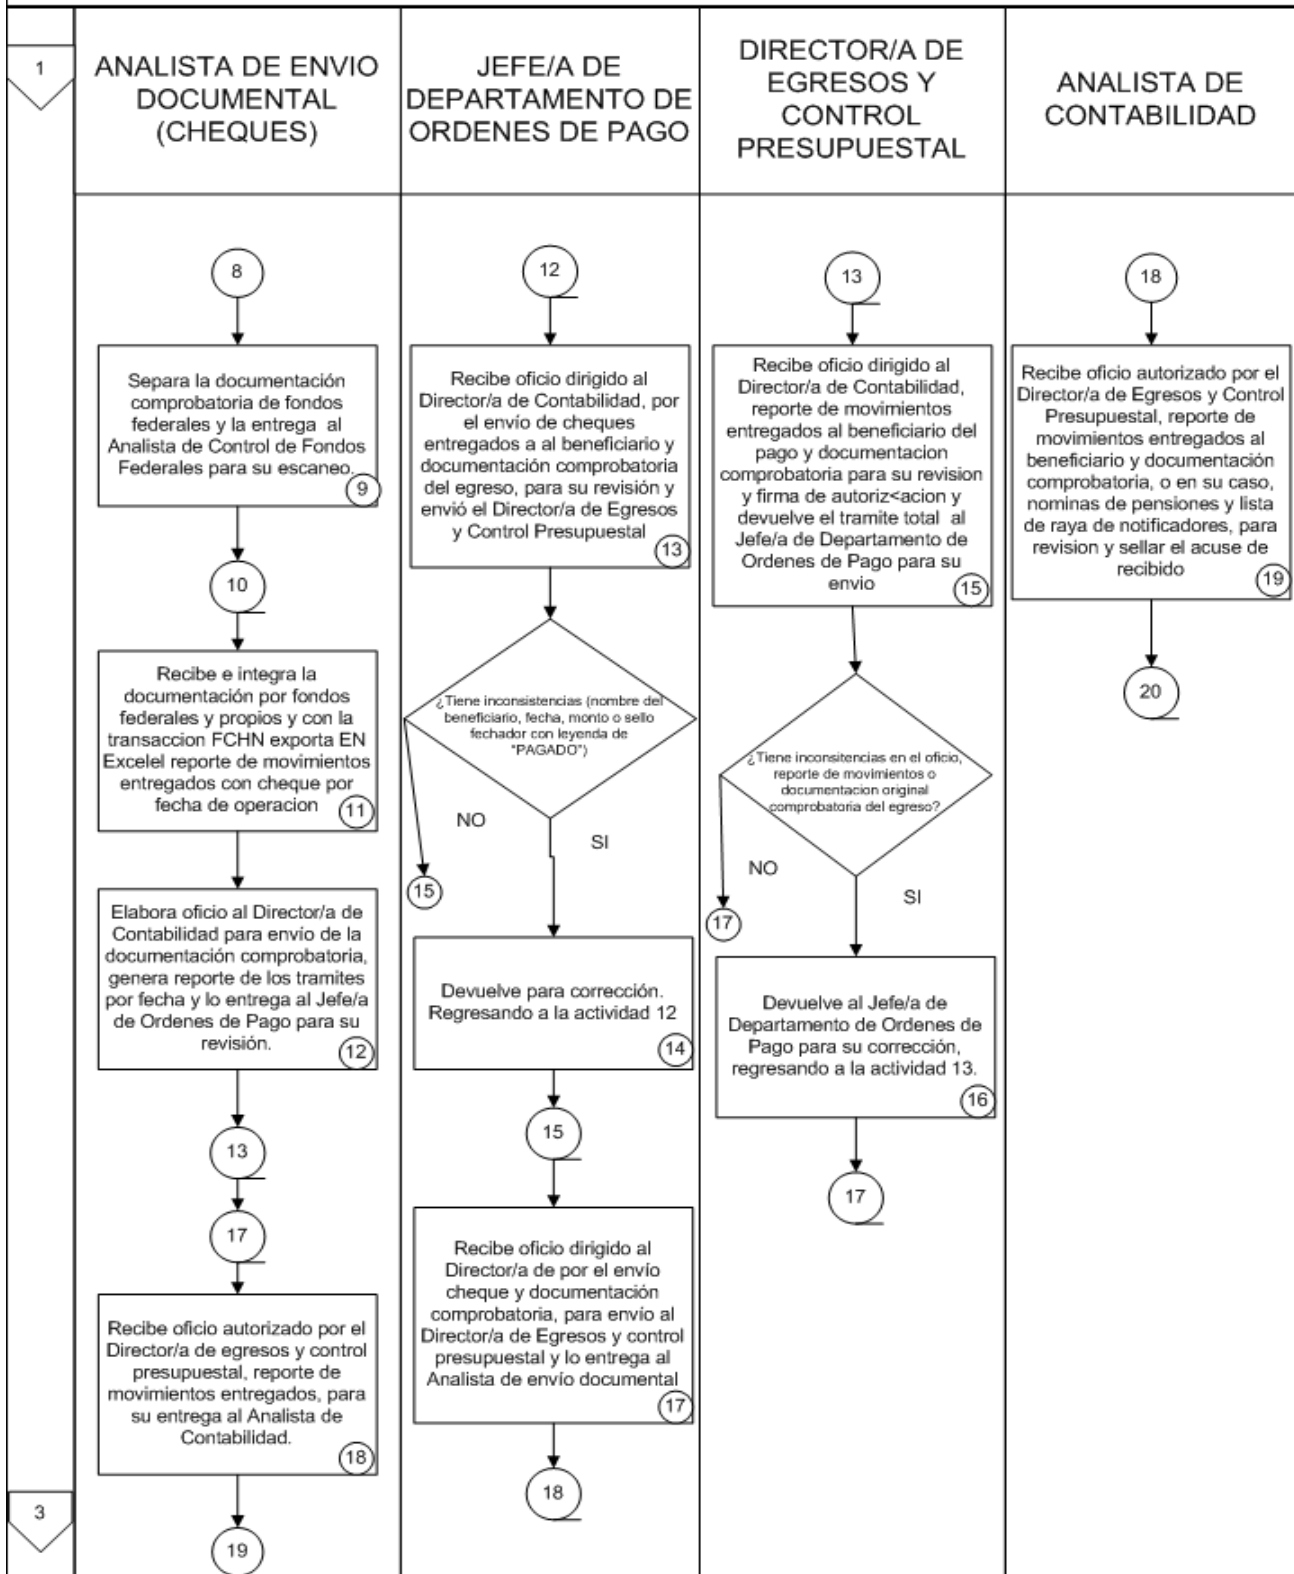 1
ANALISTA DE ENVIO
DOCUMENTAL
(CHEQUES)
JEFE/A DE
DEPARTAMENTO DE
ORDENES DE PAGO
DIRECTOR/A DE
EGRESOS Y
CONTROL
PRESUPUESTAL
ANALISTA DE
CONTABILIDAD
8
Separa la documentación
comprobatoria de fondos
federales y la entrega al
Analista de Control de Fondos
Federales para su escaneo.
9
10
Recibe e integra la
documentación por fondos
federales y propios y con la
transaccion FCHN exporta EN
Excelel reporte de movimientos
entregados con cheque por
fecha de operacion
11
Elabora oficio al Director/a de
Contabilidad para envío de la
documentación comprobatoria,
genera reporte de los tramites
por fecha y lo entrega al Jefe/a
de Ordenes de Pago para su
revisión.
12
13
17
Recibe oficio autorizado por el
Director/a de egresos y control
presupuestal, reporte de
movimientos entregados, para
su entrega al Analista de
Contabilidad.
18
19
12
Recibe oficio dirigido al
Director/a de Contabilidad, por
el envío de cheques
entregados a al beneficiario y
documentación comprobatoria
del egreso, para su revisión y
envió el Director/a de Egresos
y Control Presupuestal
13
¿Tiene inconsistencias (nombre del
beneficiario, fecha, monto o sello
fechador con leyenda de
"PAGADO")
NO
SI
15
Devuelve para corrección.
Regresando a la actividad 12
14
15
Recibe oficio dirigido al
Director/a de por el envío
cheque y documentación
comprobatoria, para envío al
Director/a de Egresos y control
presupuestal y lo entrega al
Analista de envío documental
17
18
13
Recibe oficio dirigido al
Director/a de Contabilidad,
reporte de movimientos
entregados al beneficiario del
pago y documentacion
comprobatoria para su revision
y firma de autoriz<acion y
devuelve el tramite total al
Jefe/a de Departamento de
Ordenes de Pago para su
envio
15
¿Tiene inconsitencias en el oficio,
reporte de movimientos o
documentacion original
comprobatoria del egreso?
NO
SI
17
Devuelve al Jefe/a de
Departamento de Ordenes de
Pago para su corrección,
regresando a la actividad 13.
16
17
18
Recibe oficio autorizado por el
Director/a de Egresos y Control
Presupuestal, reporte de
movimientos entregados al
beneficiario y documentación
comprobatoria, o en su caso,
nominas de pensiones y lista
de raya de notificadores, para
revision y sellar el acuse de
recibido
19
20
3